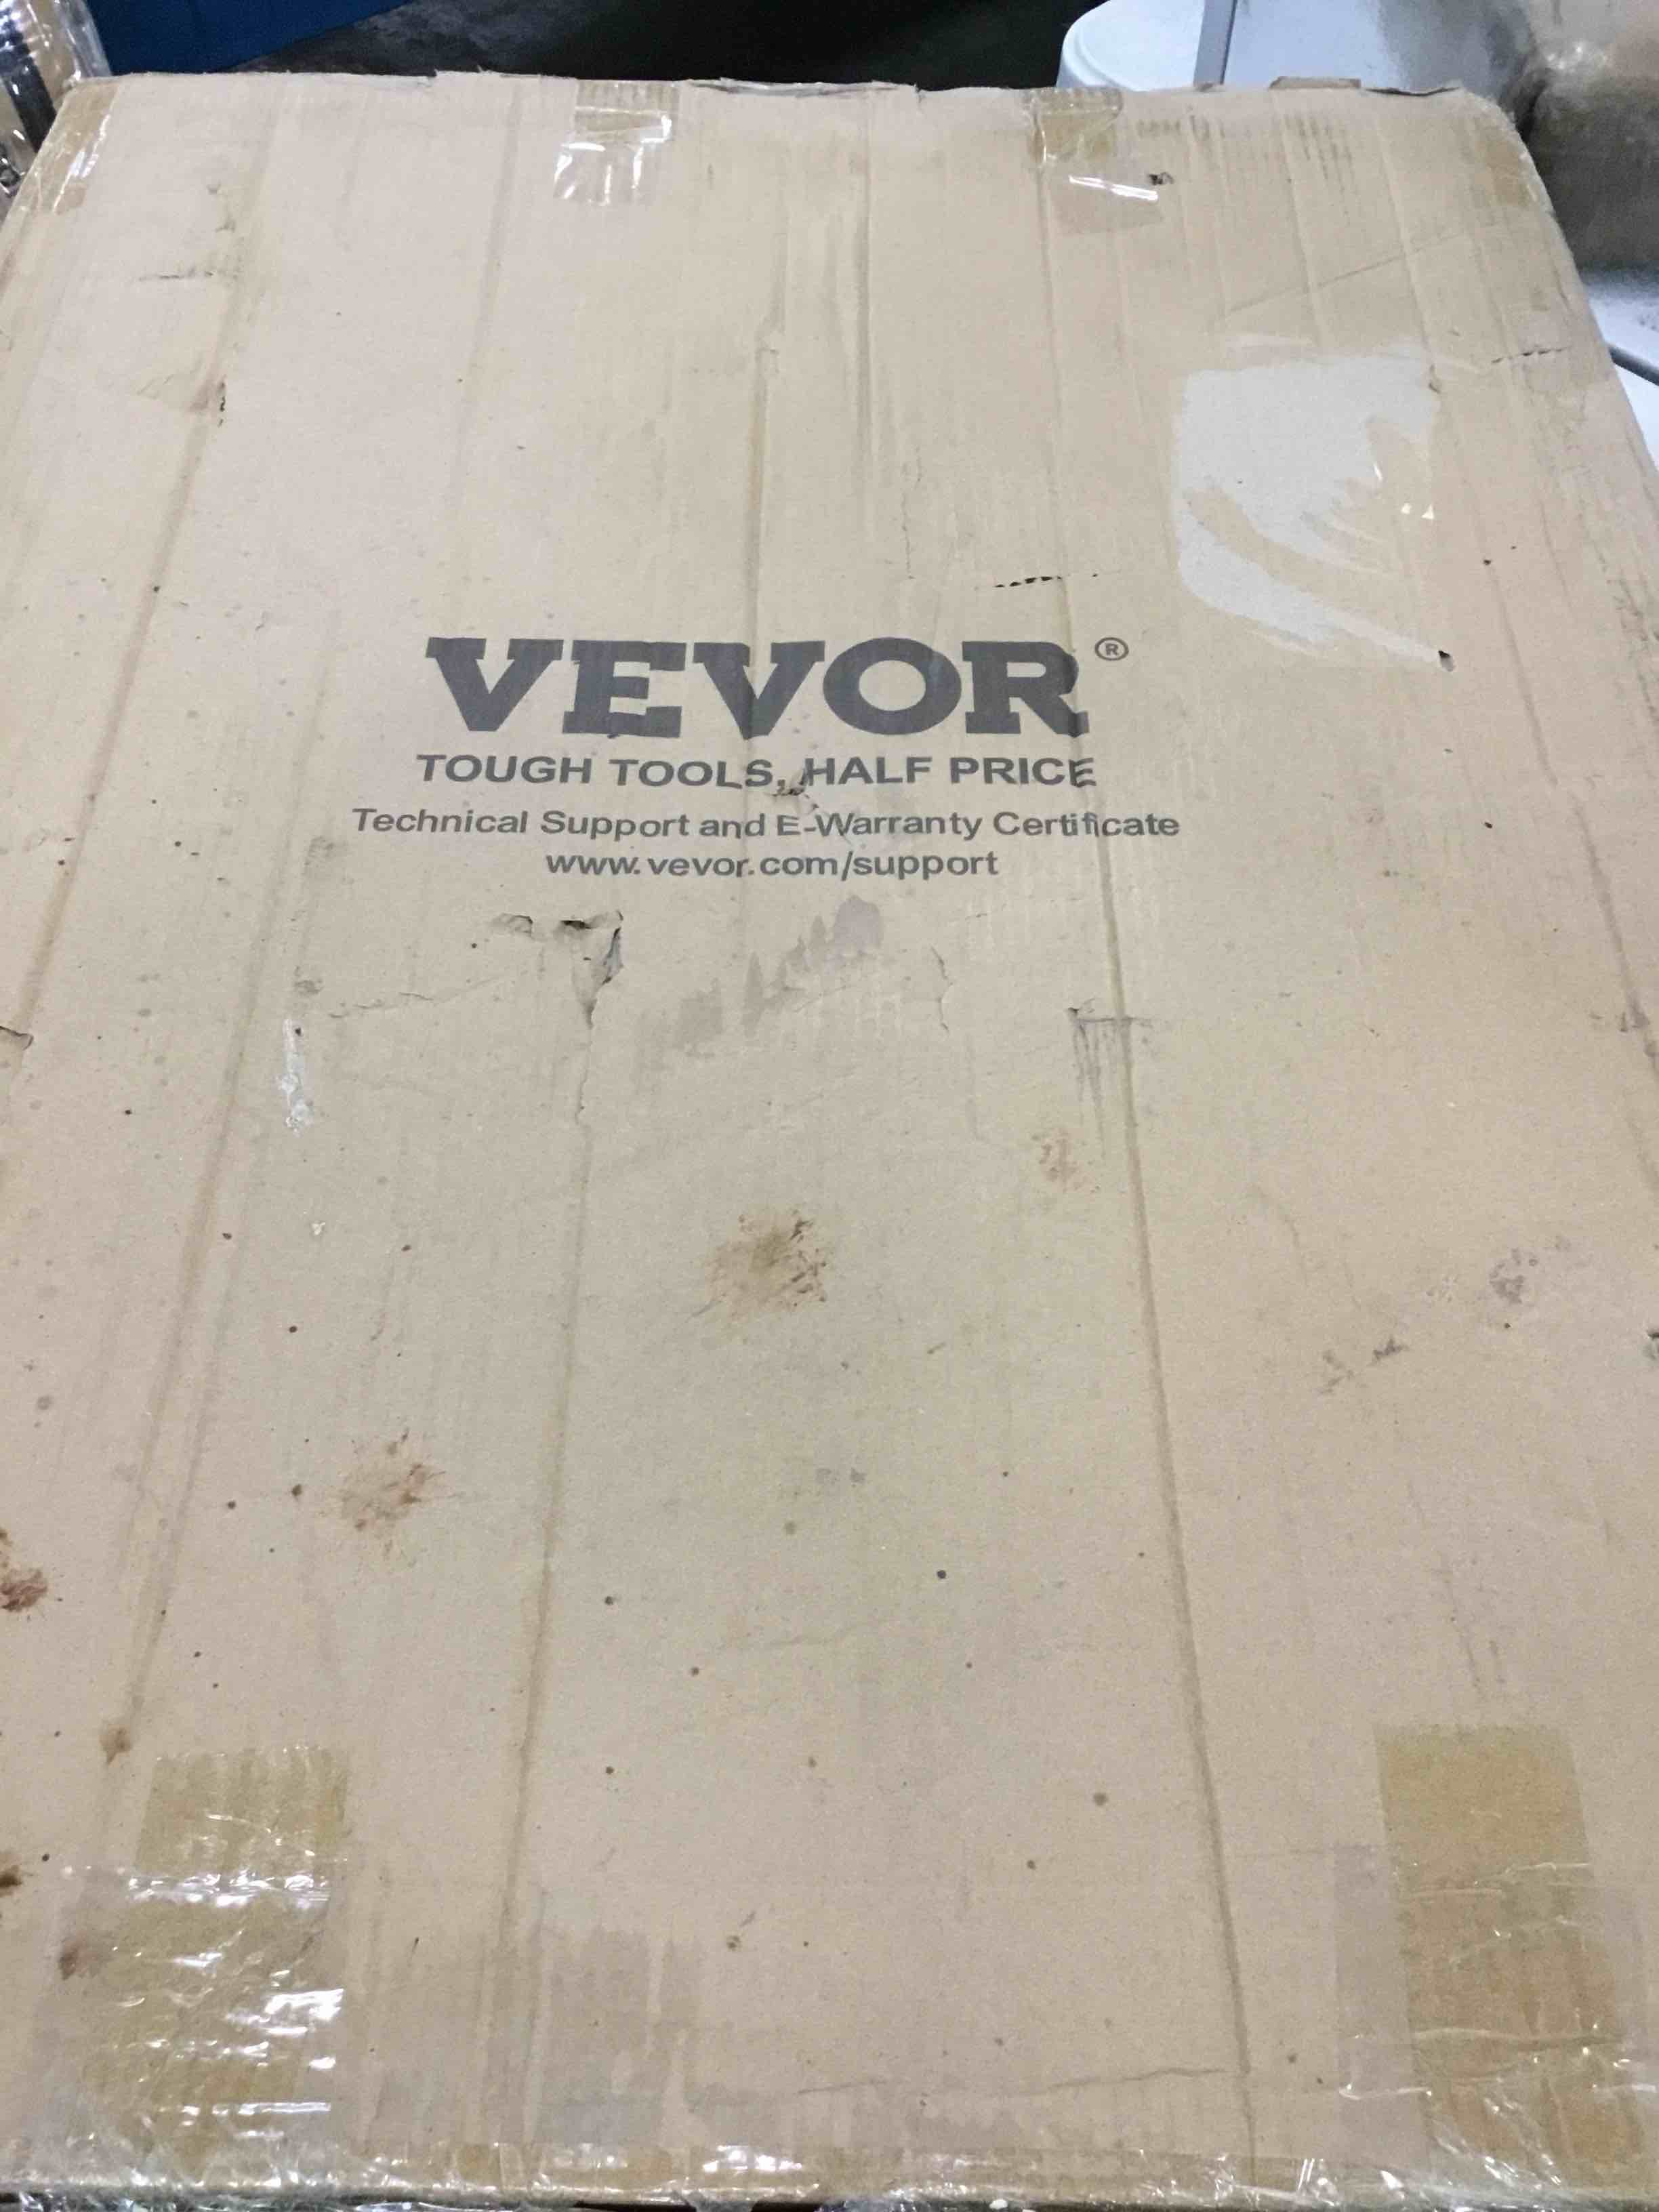 VEVOR®
TOUGH TOOLS, HALF PRICE
Technical Support and E-Warranty Certificate
www.vevor.com/support